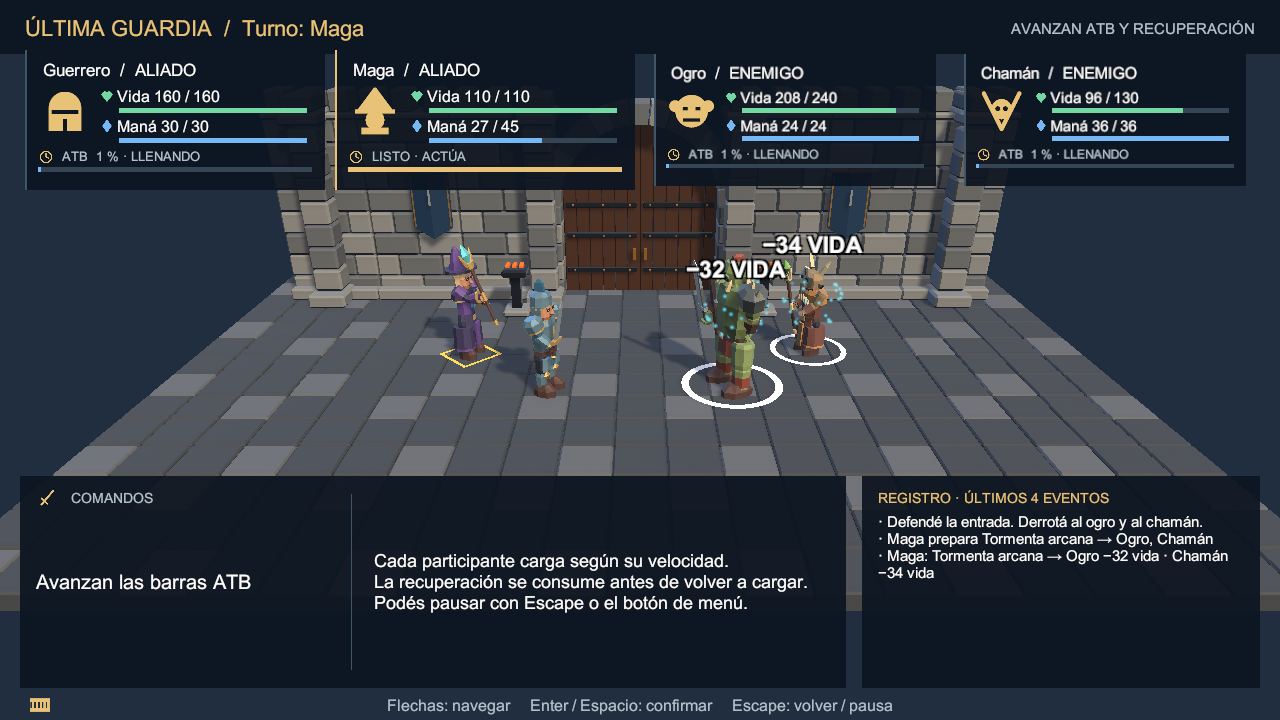 ÚLTIMA GUARDIA / Turno: Maga
AVANZAN ATB Y RECUPERACIÓN
Guerrero / ALIADO
Vida 160 / 160
Maná 30 / 30
ATB 1 % · LLENANDO
Maga / ALIADO
Vida 110 / 110
Maná 27 / 45
LISTO · ACTÚA
Ogro / ENEMIGO
Vida 208 / 240
Maná 24 / 24
ATB 1 % · LLENANDO
Chamán / ENEMIGO
Vida 96 / 130
Maná 36 / 36
ATB 1 % · LLENANDO
−34 VIDA
−32 VIDA
COMANDOS
Avanzan las barras ATB
Cada participante carga según su velocidad.
La recuperación se consume antes de volver a cargar.
Podés pausar con Escape o el botón de menú.
REGISTRO · ÚLTIMOS 4 EVENTOS
· Defendé la entrada. Derrotá al ogro y al chamán.
· Maga prepara Tormenta arcana → Ogro, Chamán
· Maga: Tormenta arcana → Ogro −32 vida · Chamán
−34 vida
Flechas: navegar Enter / Espacio: confirmar Escape: volver / pausa